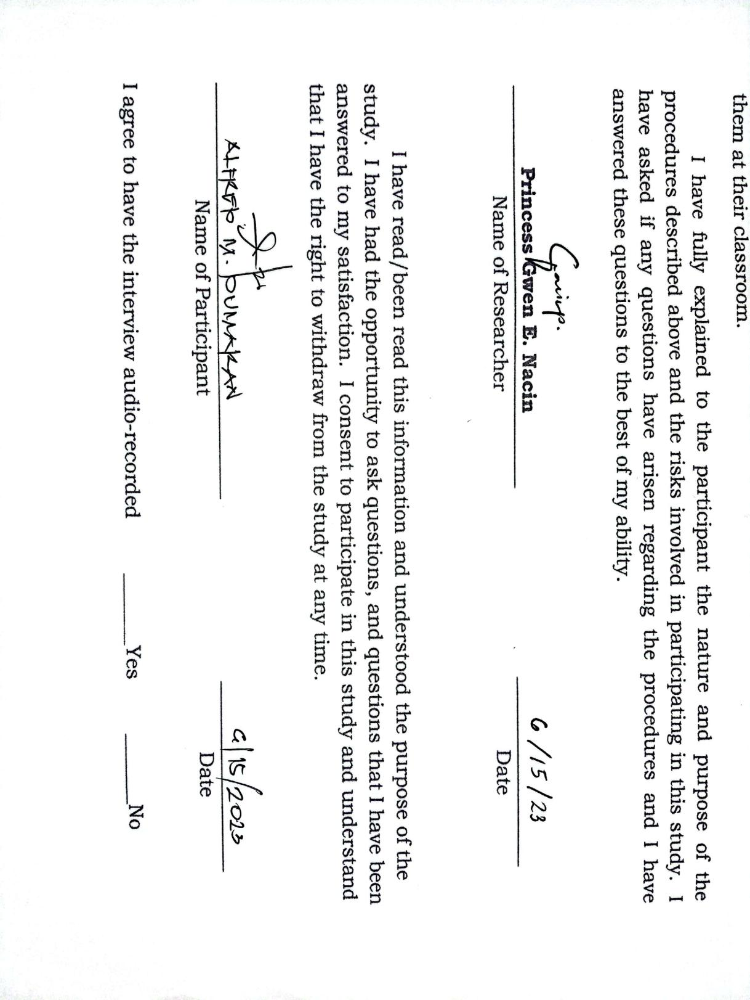 them at their classroom.
I have fully explained to the participant the nature and purpose of the
procedures described above and the risks involved in participating in this study. I
have asked if any questions have arisen regarding the procedures and I have
answered these questions to the best of my ability.
Princess Gwen E. Nacin 6/15/23
Name of Researcher Date
I have read/been read this information and understood the purpose of the
study. I have had the opportunity to ask questions, and questions that I have been
answered to my satisfaction. I consent to participate in this study and understand
that I have the right to withdraw from the study at any time.
M. /15/2023
Name of Participant Date
I agree to have the interview audio-recorded ____Yes ____No